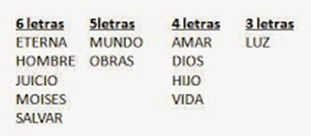 6 letras 5letras 4 letras 3 letras
ETERNA MUNDO AMAR LUZ
HOMBRE OBRAS DIOS
JUICIO HIJO
MOISES VIDA
SALVAR